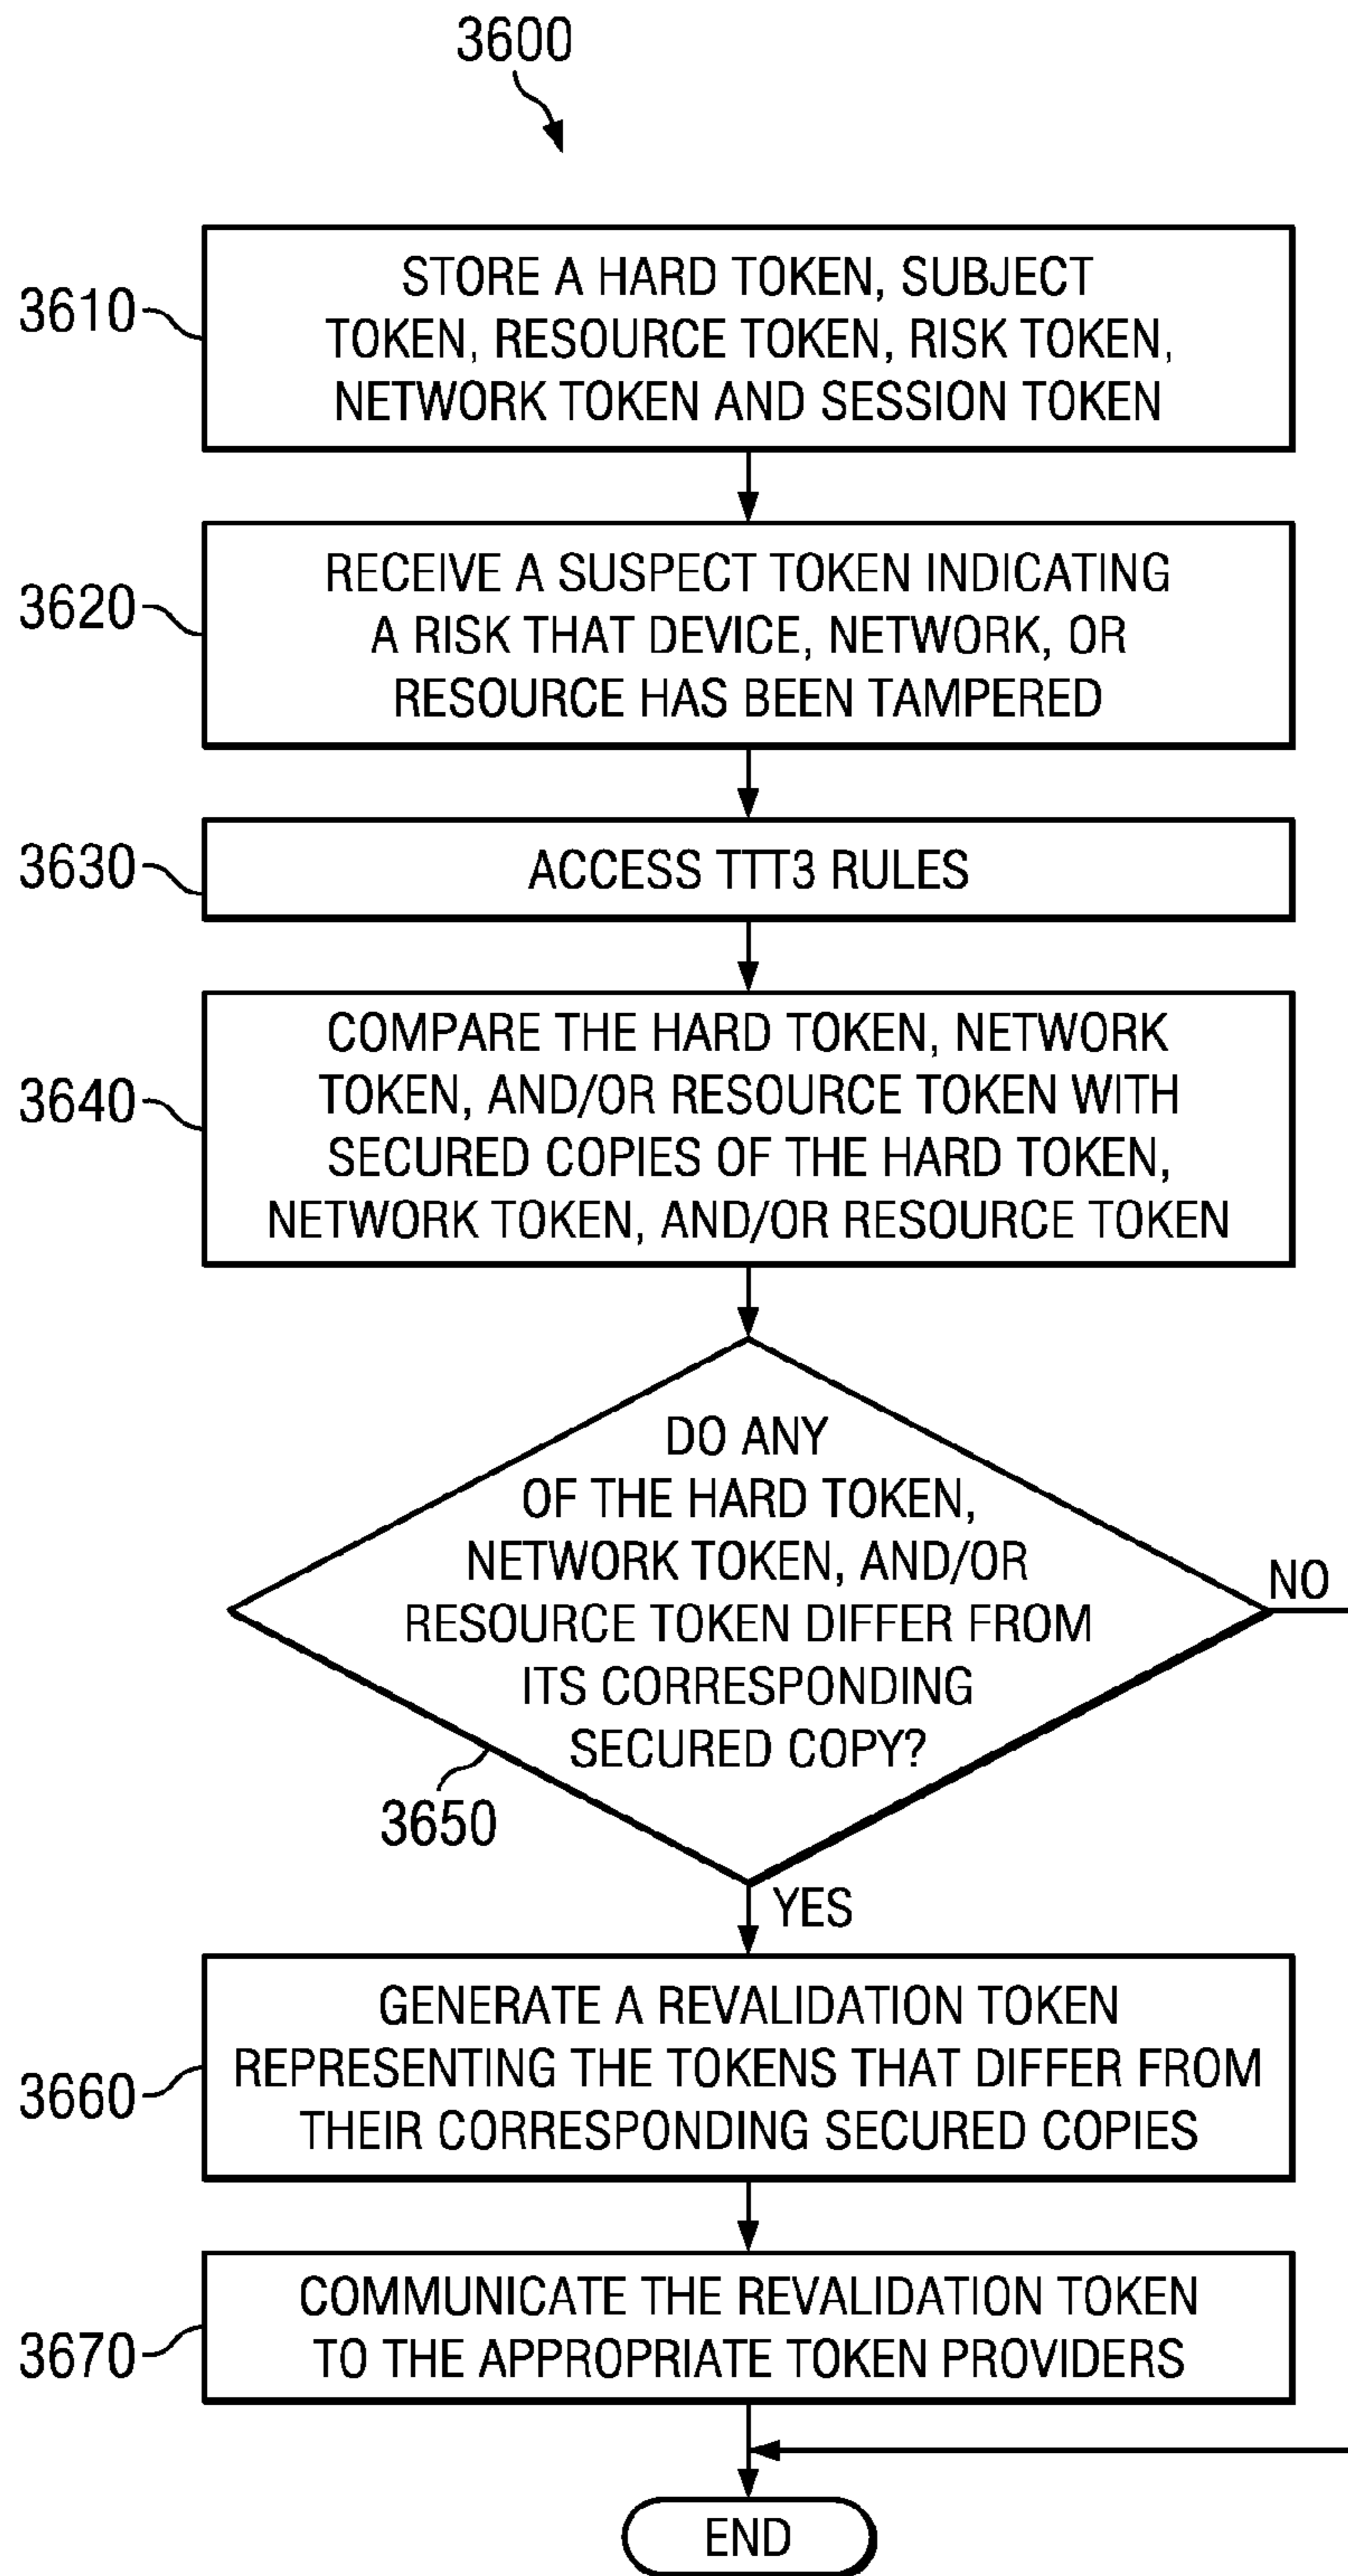 3600
3610
STORE A HARD TOKEN, SUBJECT
TOKEN, RESOURCE TOKEN, RISK TOKEN,
NETWORK TOKEN AND SESSION TOKEN
3620
RECEIVE A SUSPECT TOKEN INDICATING
A RISK THAT DEVICE, NETWORK, OR
RESOURCE HAS BEEN TAMPERED
3630
ACCESS TTT3 RULES
3640
COMPARE THE HARD TOKEN, NETWORK
TOKEN, AND/OR RESOURCE TOKEN WITH
SECURED COPIES OF THE HARD TOKEN,
NETWORK TOKEN, AND/OR RESOURCE TOKEN
DO ANY
OF THE HARD TOKEN,
NETWORK TOKEN, AND/OR
RESOURCE TOKEN DIFFER FROM
ITS CORRESPONDING
SECURED COPY?
NO
3650
YES
3660
GENERATE A REVALIDATION TOKEN
REPRESENTING THE TOKENS THAT DIFFER FROM
THEIR CORRESPONDING SECURED COPIES
3670
COMMUNICATE THE REVALIDATION TOKEN
TO THE APPROPRIATE TOKEN PROVIDERS
END